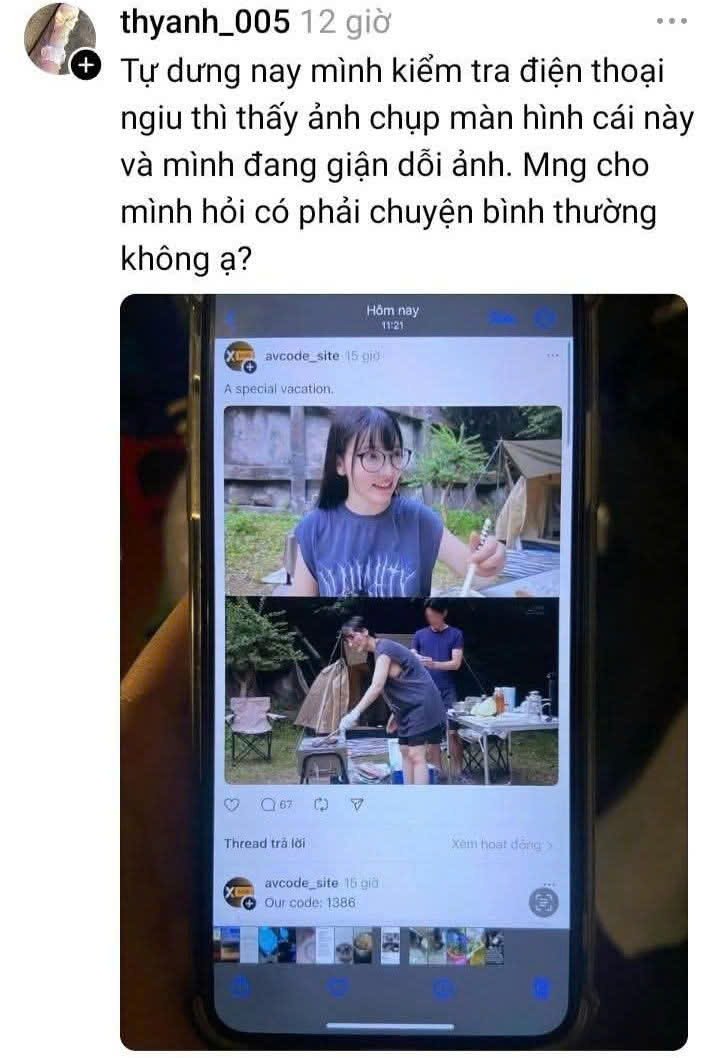 thyanh_005 12 giờ
Tự dưng nay mình kiểm tra điện thoại
ngiu thì thấy ảnh chụp màn hình cái này
và mình đang giận dỗi ảnh. Mng cho
mình hỏi có phải chuyện bình thường
không ạ?
Hôm nay
11:21
avcode_site 15 giờ
A special vacation.
67
Thread trả lời
Xem hoạt động >
avcode_site 15 giờ
Our code: 1386